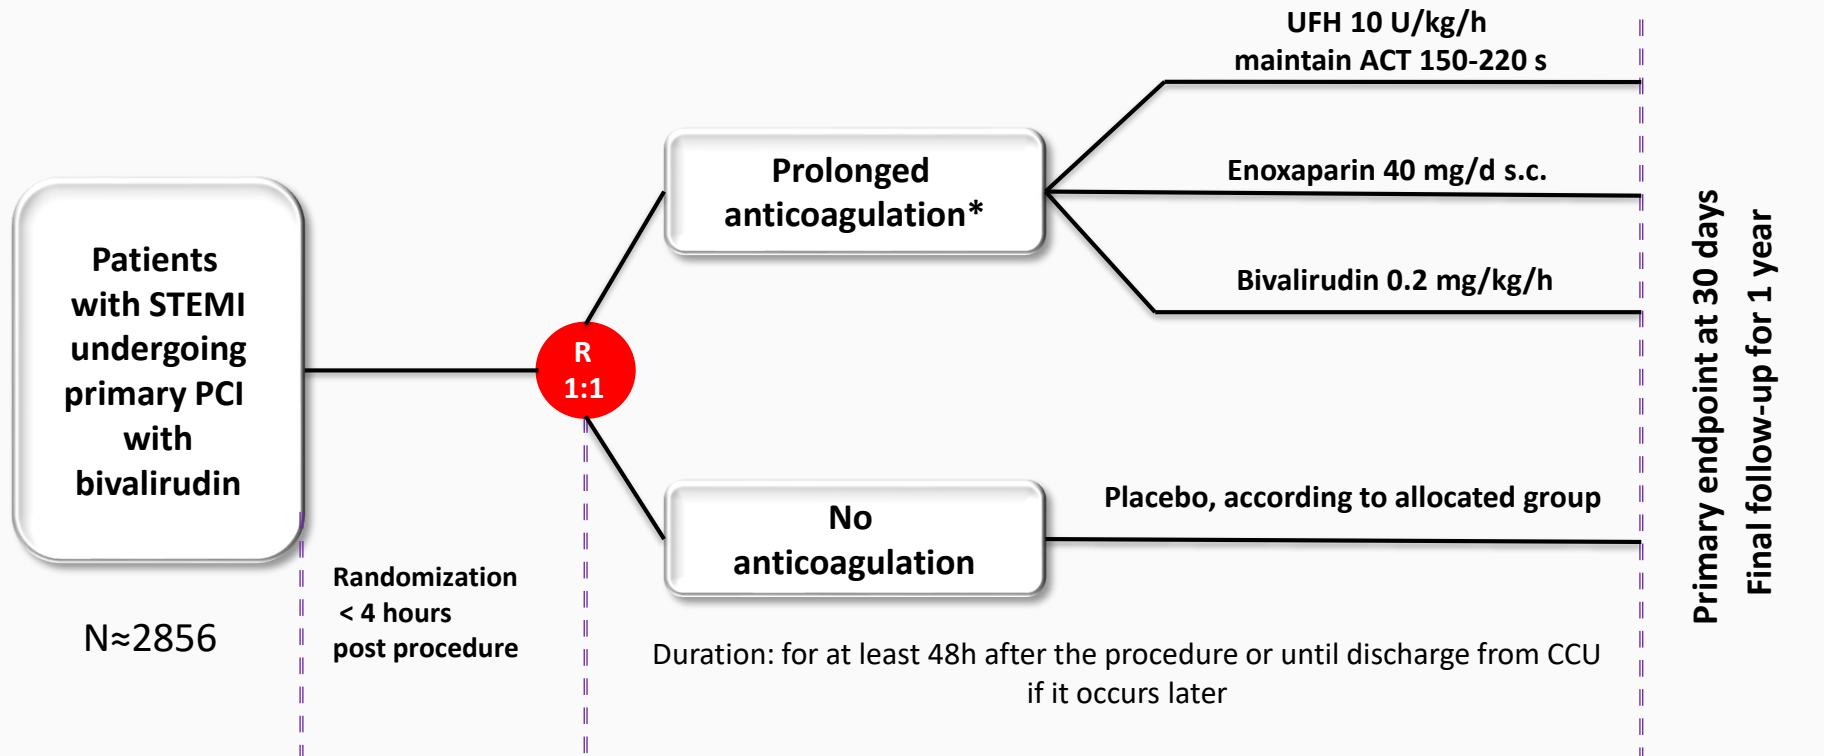 Patients
with STEMI
undergoing
primary PCI
with
bivalirudin
N≈2856
Randomization
< 4 hours
post procedure
R
1:1
Prolonged
anticoagulation*
UFH 10 U/kg/h
maintain ACT 150-220 s
Enoxaparin 40 mg/d s.c.
Bivalirudin 0.2 mg/kg/h
No
anticoagulation
Placebo, according to allocated group
Duration: for at least 48h after the procedure or until discharge from CCU
if it occurs later
Primary endpoint at 30 days
Final follow-up for 1 year